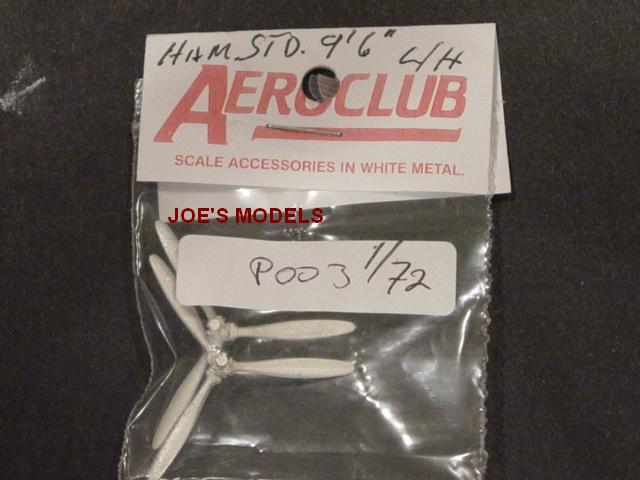 HAM. STD. 9'6" L/H
AEROCLUB
SCALE ACCESSORIES IN WHITE METAL.
JOE'S MODELS
P003 1/72